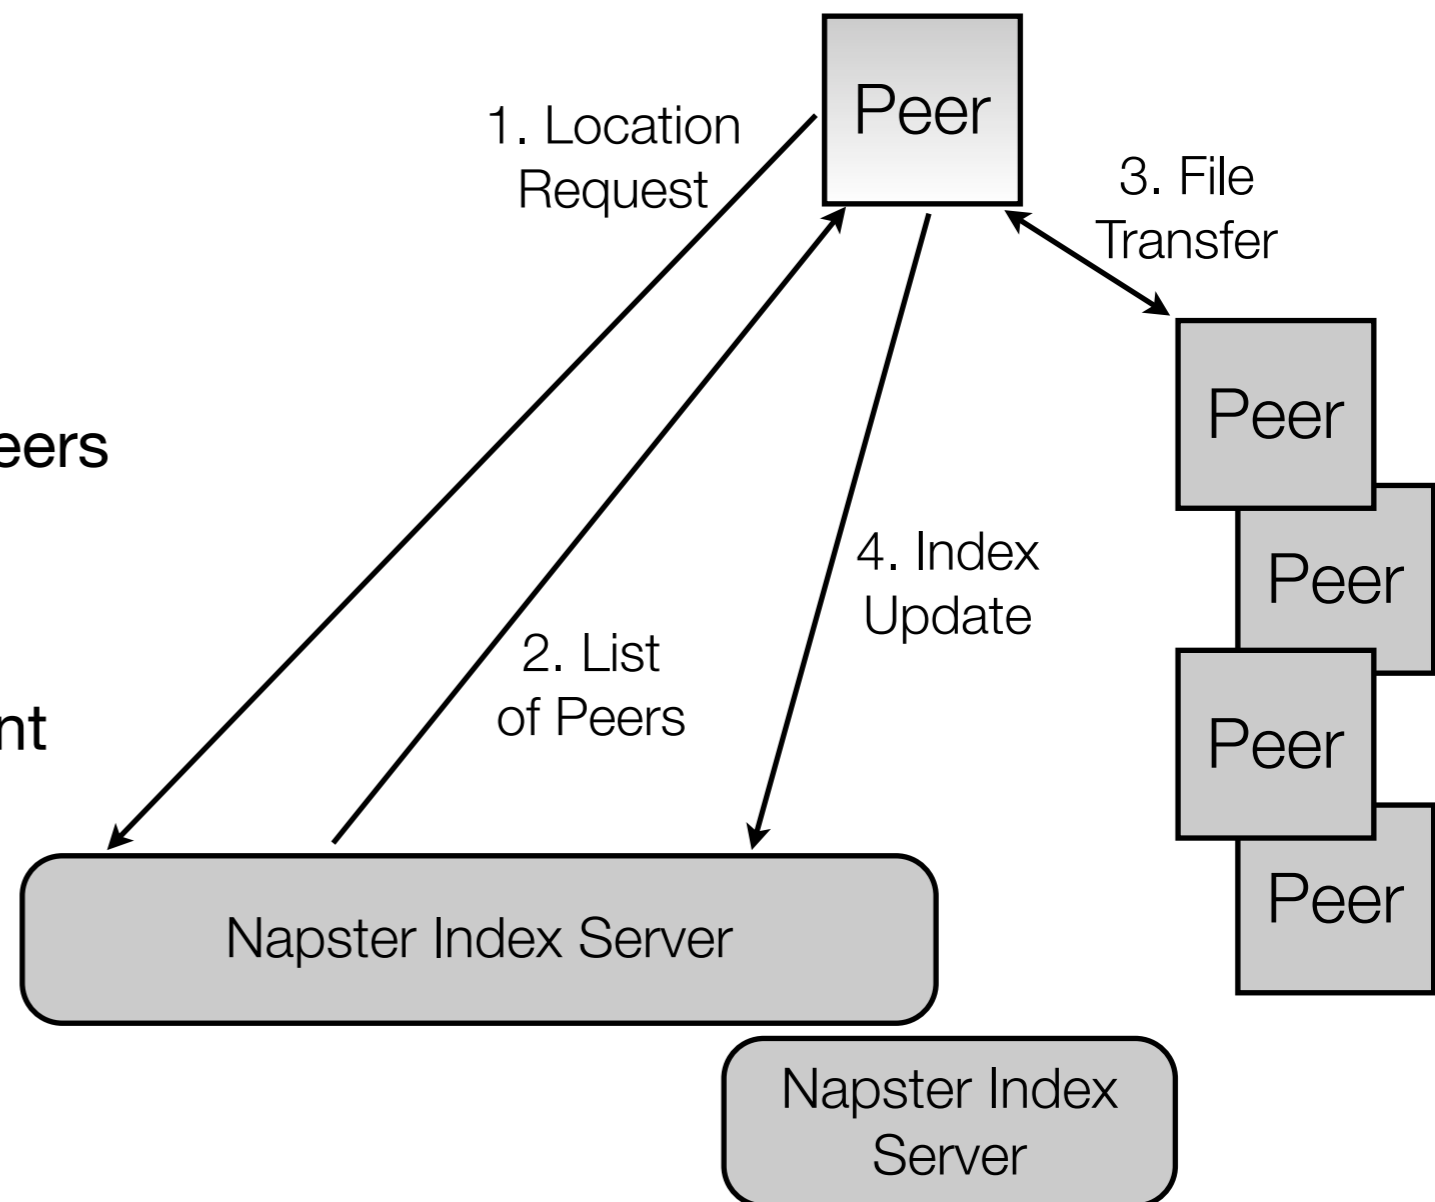 Peer
1. Location
Request
3. File
Transfer
Peer
eers
Peer
4. Index
Update
2. List
of Peers
nt
Peer
Peer
Napster Index Server
Napster Index
Server